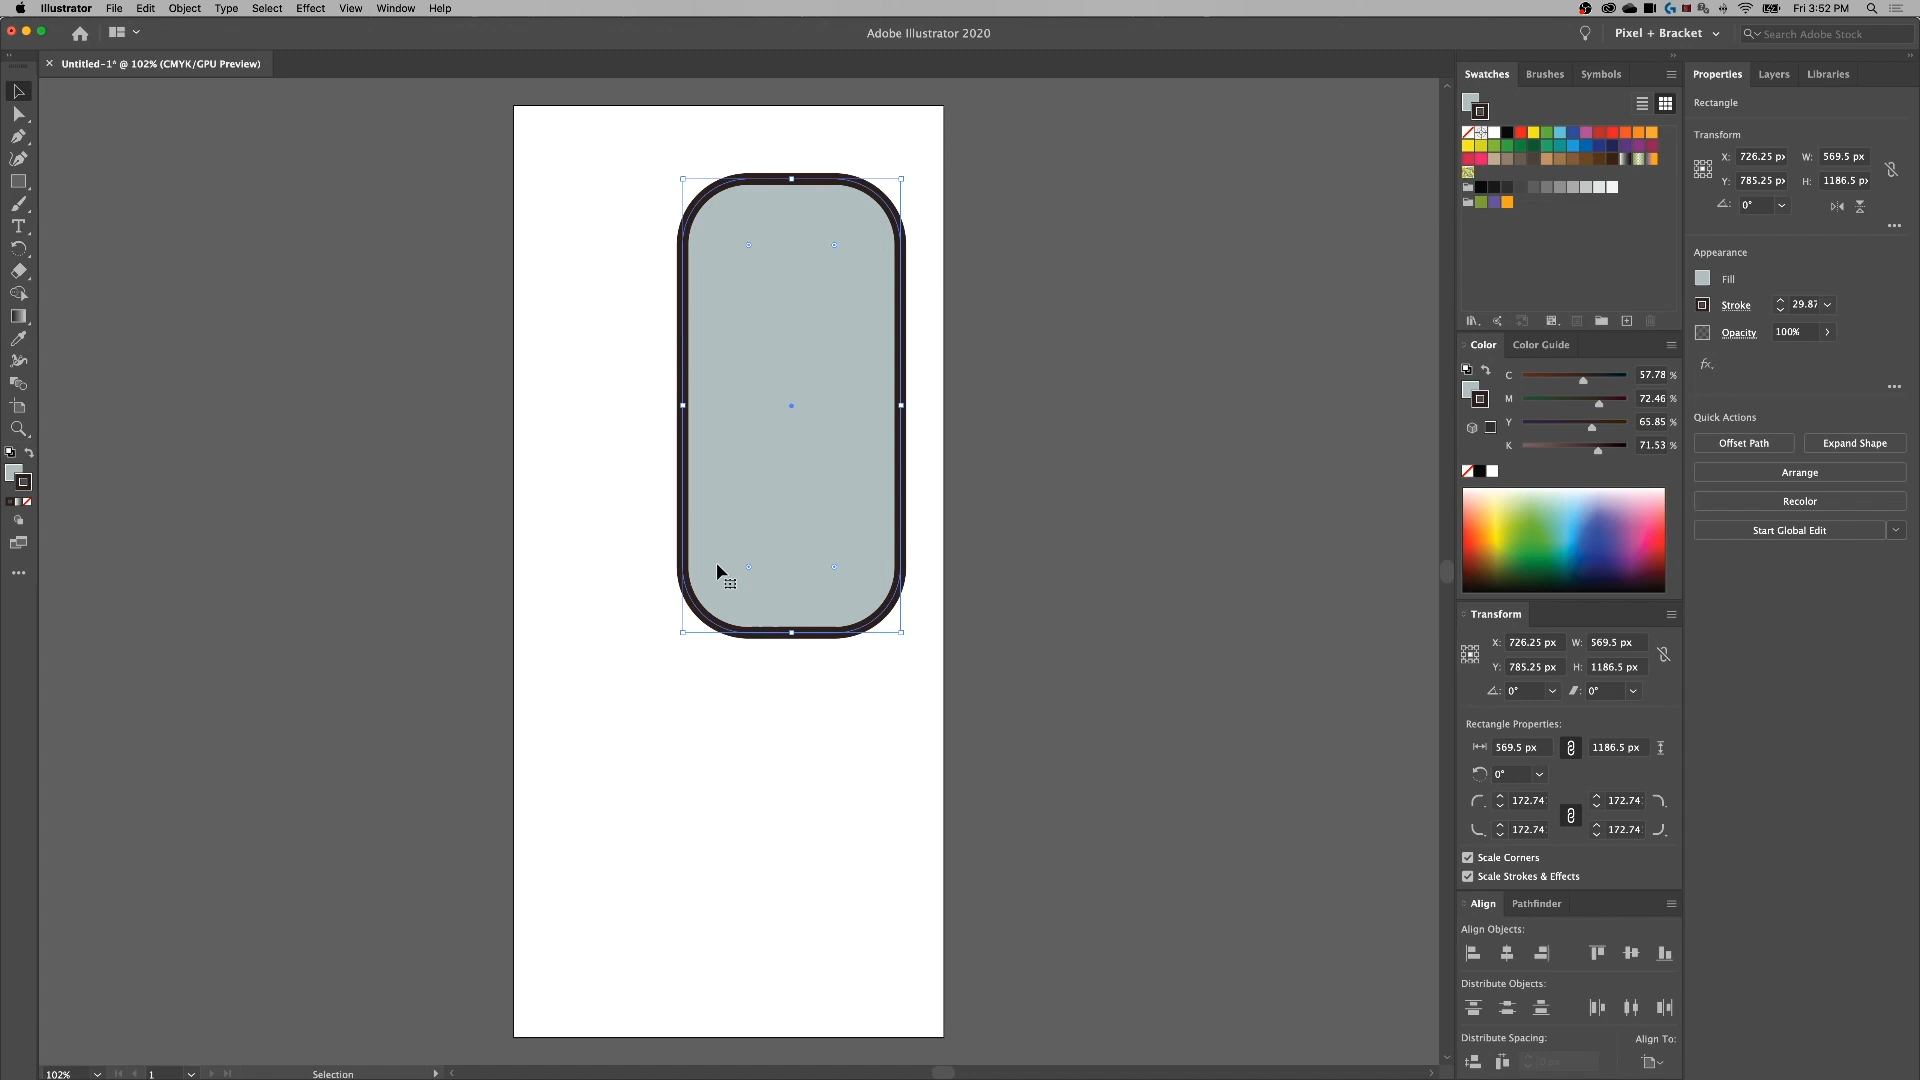 Illustrator File Edit Object Type Select Effect View Window Help Fri 3:52 PM
Adobe Illustrator 2020 Pixel + Bracket Search Adobe Stock
× Untitled-1* @ 102% (CMYK/GPU Preview)
Swatches Brushes Symbols
Properties Layers Libraries
Rectangle
Transform
X: 726.25 px W: 569.5 px
Y: 785.25 px H: 1186.5 px
0°
Appearance
Fill
Stroke 29.87
Opacity 100%
fx
Quick Actions
Offset Path Expand Shape
Arrange
Recolor
Start Global Edit
Color Color Guide
C 57.78 %
M 72.46 %
Y 65.85 %
K 71.53 %
Transform
X: 726.25 px W: 569.5 px
Y: 785.25 px H: 1186.5 px
0° 0°
Rectangle Properties:
569.5 px 1186.5 px
0°
172.74 172.74
172.74 172.74
Scale Corners
Scale Strokes & Effects
Align Pathfinder
Align Objects:
Distribute Objects:
Distribute Spacing: Align To:
102% 1 Selection